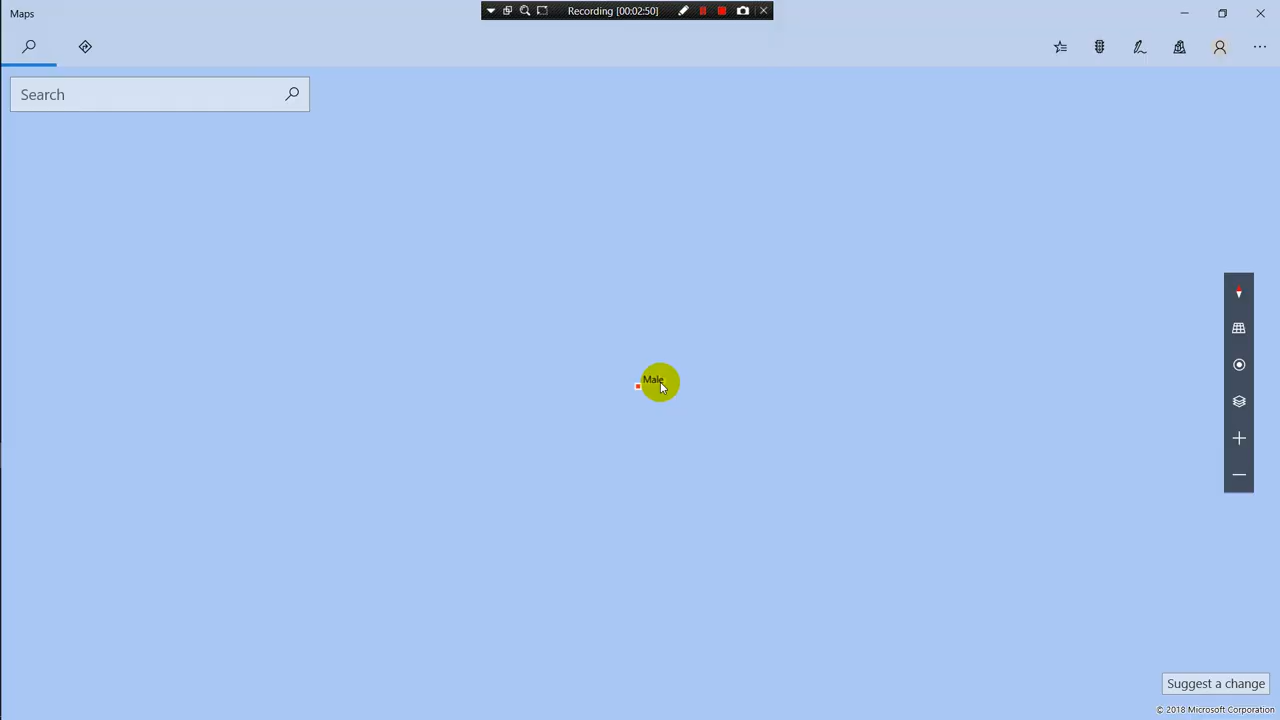 Maps
Recording [00:02:50]
Search
Male
Suggest a change
© 2018 Microsoft Corporation